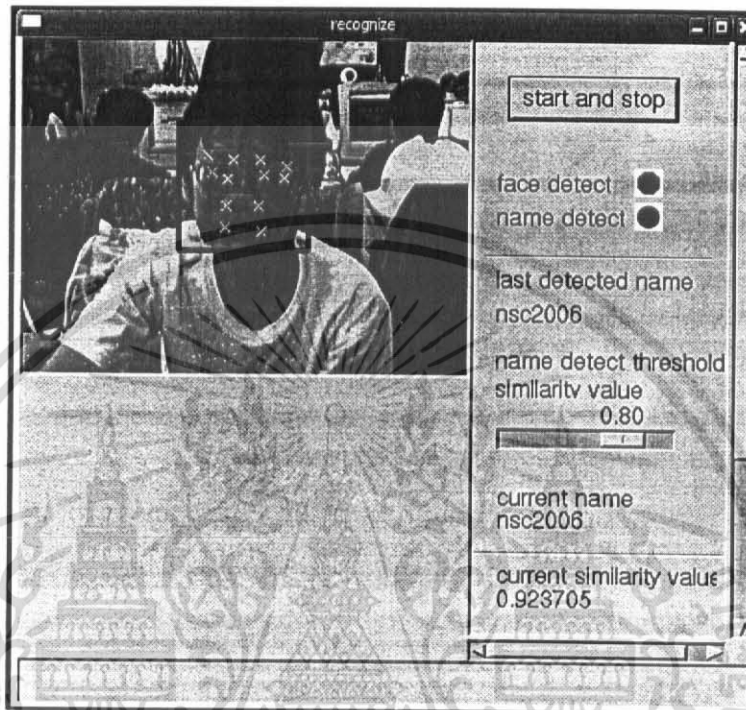 recognize
start and stop
face detect
name detect
last detected name
nsc2006
name detect threshold
similarity value
0.80
current name
nsc2006
current similarity value
0.923705